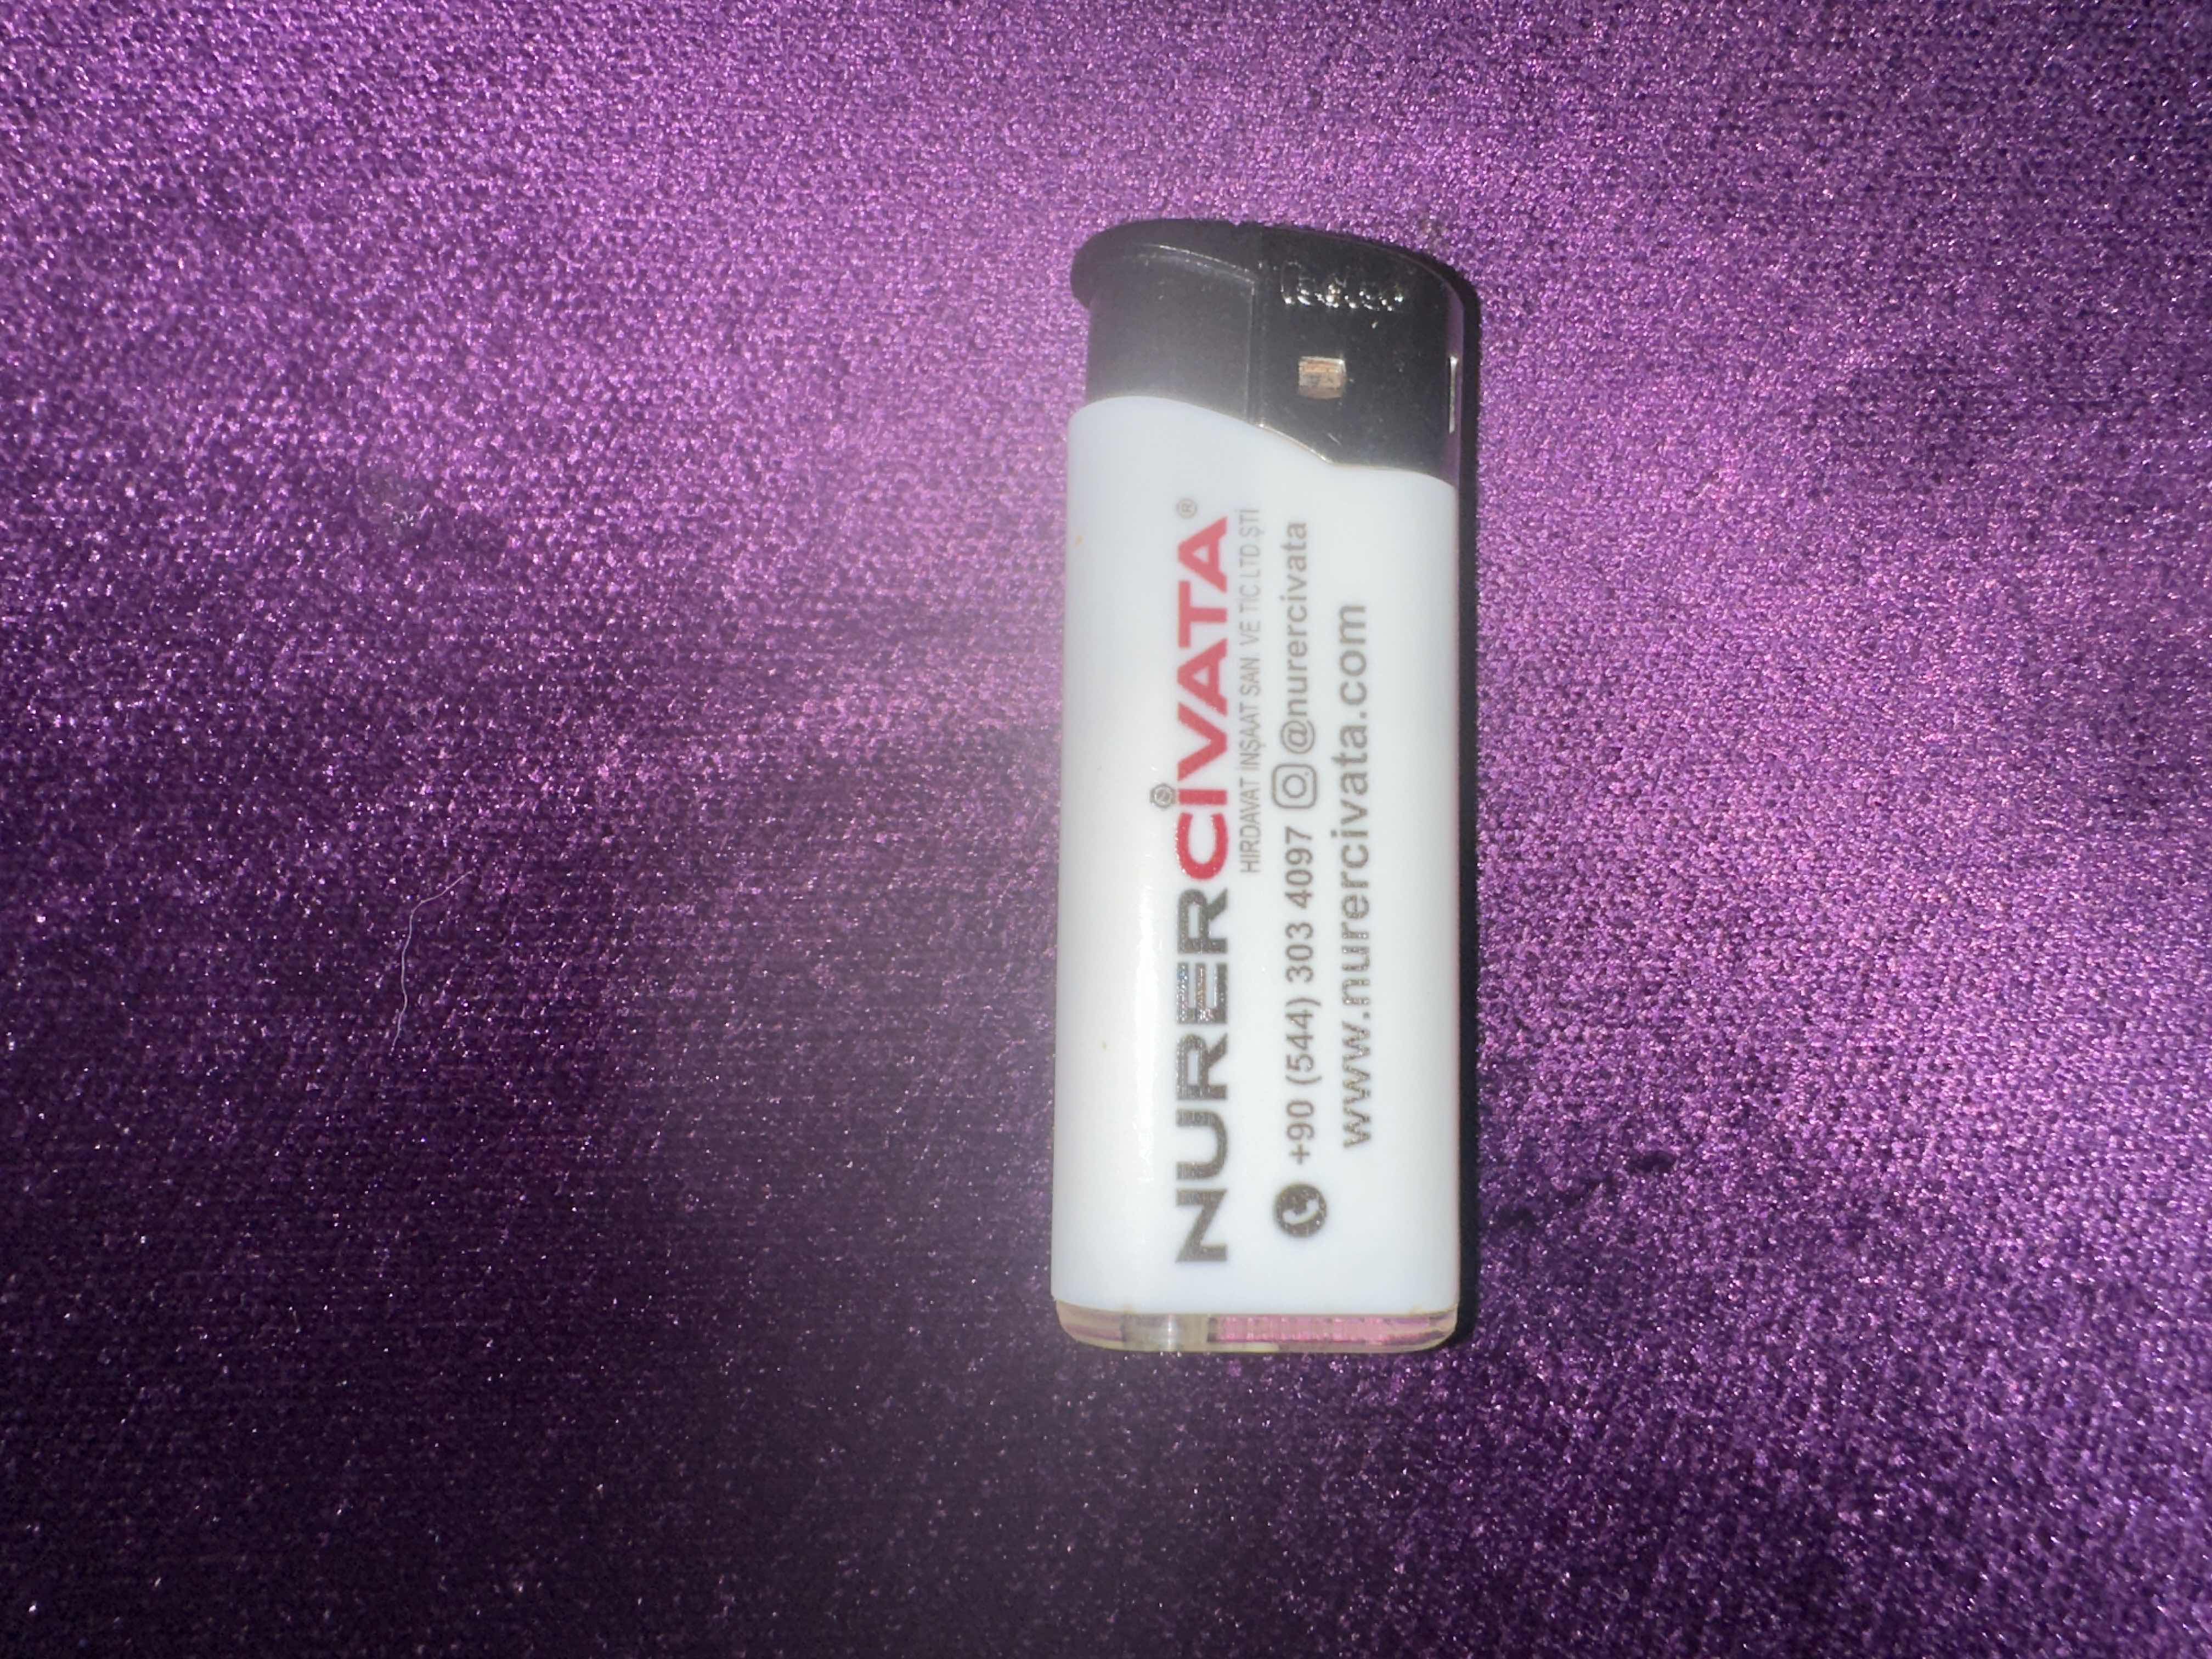 NURERCİVATA®
HIRDAVAT İNŞAAT SAN. VE TİC.LTD.ŞTİ
+90 (544) 303 4097 @nurercivata
www.nurercivata.com